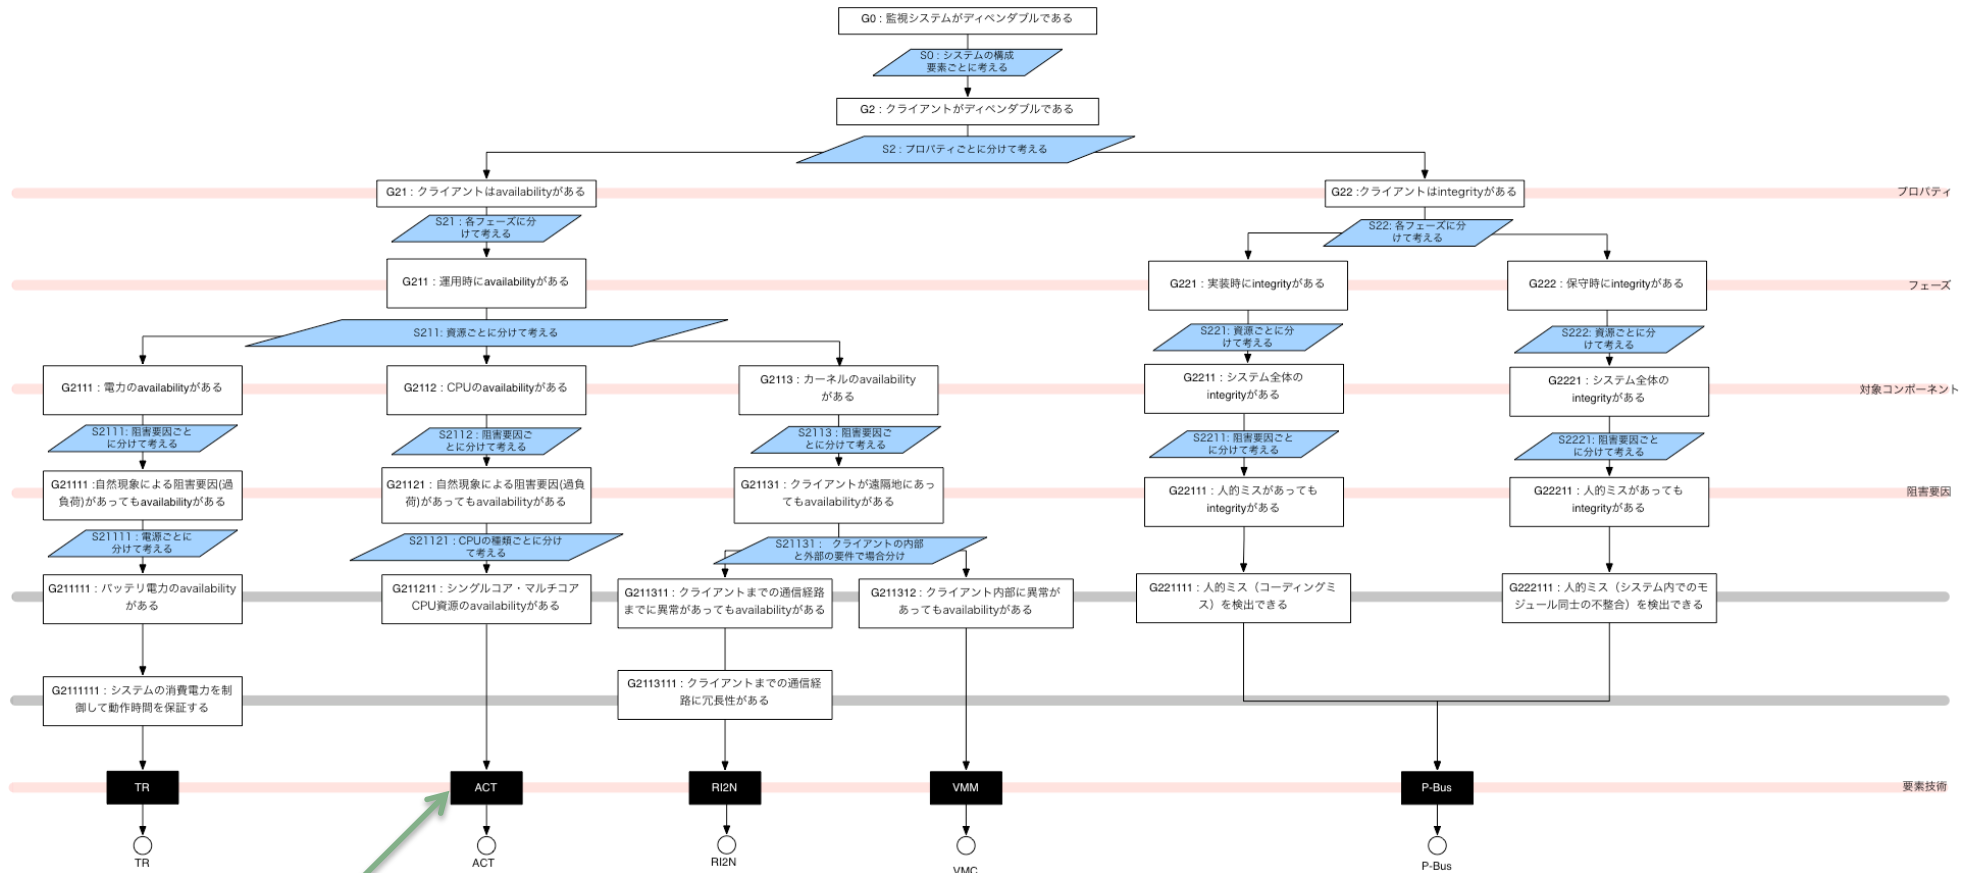 G0 : 監視システムがディペンダブルである
S0 : システムの構成
要素ごとに考える
G2 : クライアントがディペンダブルである
S2 : プロパティごとに分けて考える
G21 : クライアントはavailabilityがある
G22 :クライアントはintegrityがある
プロパティ
S21 : 各フェーズに分
けて考える
S22: 各フェーズに分
けて考える
G211 : 運用時にavailabilityがある
G221 : 実装時にintegrityがある
G222 : 保守時にintegrityがある
フェーズ
S211: 資源ごとに分けて考える
S221: 資源ごとに分
けて考える
S222: 資源ごとに分
けて考える
G2111 : 電力のavailabilityがある
G2112 : CPUのavailabilityがある
G2113 : カーネルのavailability
がある
G2211 : システム全体の
integrityがある
G2221 : システム全体の
integrityがある
対象コンポーネント
S2111: 阻害要因ごと
に分けて考える
S2112 : 阻害要因ご
とに分けて考える
S2113 : 阻害要因ご
とに分けて考える
S2211: 阻害要因ごと
に分けて考える
S2221: 阻害要因ごと
に分けて考える
G21111 :自然現象による阻害要因(過
負荷)があってもavailabilityがある
G21121 : 自然現象による阻害要因(過負
荷)があってもavailabilityがある
G21131 : クライアントが遠隔地にあっ
てもavailabilityがある
G22111 : 人的ミスがあっても
integrityがある
G22211 : 人的ミスがあっても
integrityがある
阻害要因
S21111 : 電源ごとに
分けて考える
S21121 : CPUの種類ごとに分け
て考える
S21131 : クライアントの内部
と外部の要件で場合分け
G211111 : バッテリ電力のavailability
がある
G211211 : シングルコア・マルチコア
CPU資源のavailabilityがある
G211311 : クライアントまでの通信経路
までに異常があってもavailabilityがある
G211312 : クライアント内部に異常が
あってもavailabilityがある
G221111 : 人的ミス（コーディングミ
ス）を検出できる
G222111 : 人的ミス（システム内でのモ
ジュール同士の不整合）を検出できる
G2111111 : システムの消費電力を制
御して動作時間を保証する
G2113111 : クライアントまでの通信経
路に冗長性がある
TR
ACT
RI2N
VMM
P-Bus
要素技術
TR
ACT
RI2N
VMC
P-Bus